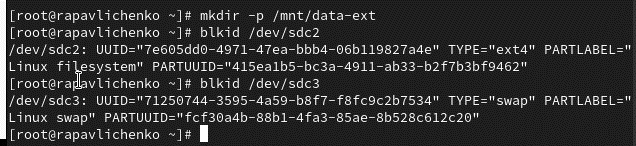 [root@rapavlichenko ~]# mkdir -p /mnt/data-ext
[root@rapavlichenko ~]# blkid /dev/sdc2
/dev/sdc2: UUID="7e605dd0-4971-47ea-bbb4-06b119827a4e" TYPE="ext4" PARTLABEL="
Linux filesystem" PARTUUID="415ea1b5-bc3a-4911-ab33-b2f7b3bf9462"
[root@rapavlichenko ~]# blkid /dev/sdc3
/dev/sdc3: UUID="71250744-3595-4a59-b8f7-f8fc9c2b7534" TYPE="swap" PARTLABEL="
Linux swap" PARTUUID="fcf30a4b-88b1-4fa3-85ae-8b528c612c20"
[root@rapavlichenko ~]#